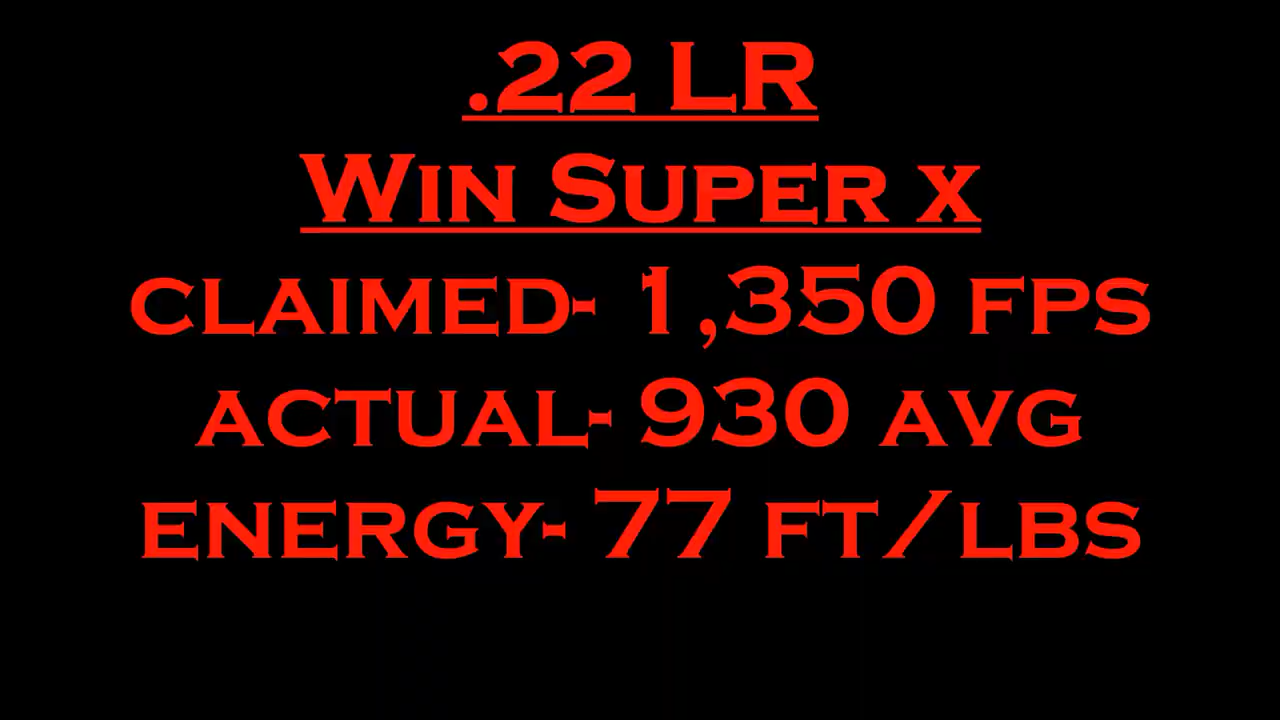 .22 LR
Win Super x
claimed- 1,350 fps
actual- 930 avg
energy- 77 ft/lbs